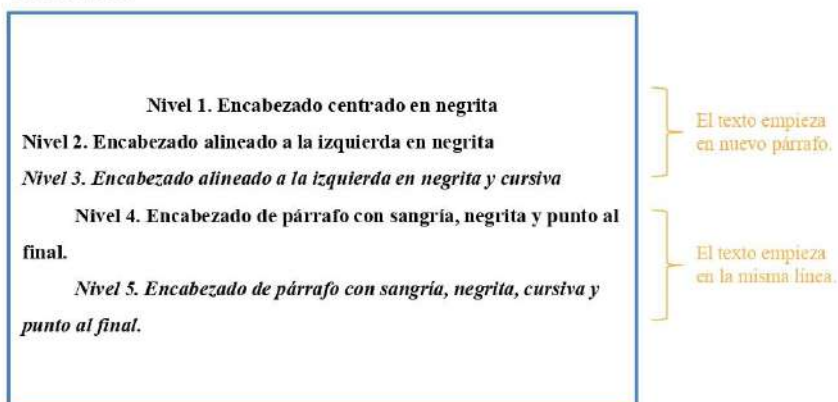 Nivel 1. Encabezado centrado en negrita
Nivel 2. Encabezado alineado a la izquierda en negrita
Nivel 3. Encabezado alineado a la izquierda en negrita y cursiva
Nivel 4. Encabezado de párrafo con sangría, negrita y punto al
final.
Nivel 5. Encabezado de párrafo con sangría, negrita, cursiva y
punto al final.
El texto empieza
en nuevo párrafo.
El texto empieza
en la misma línea.